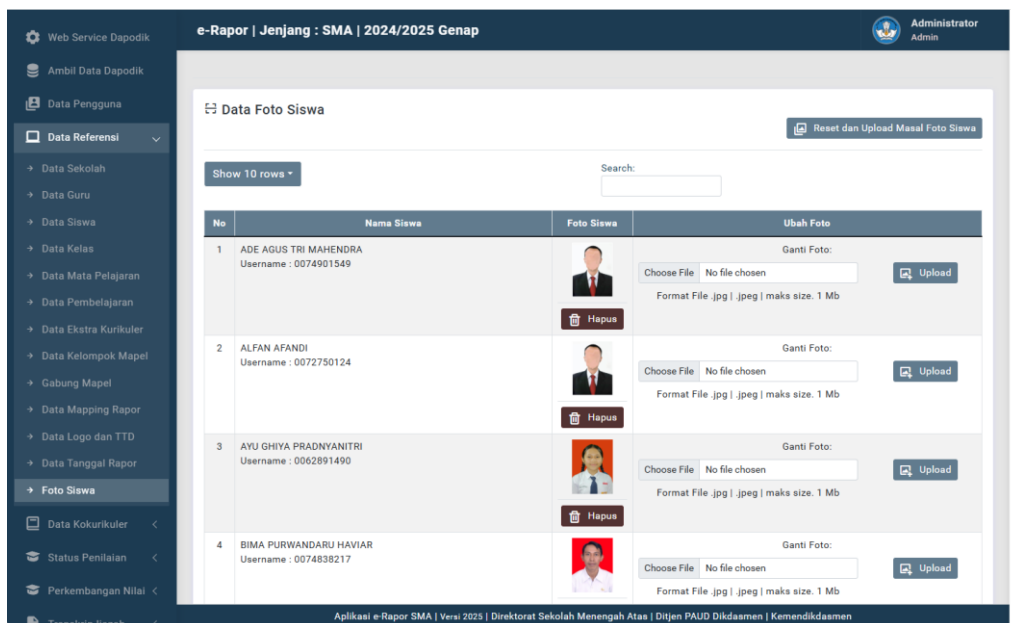 Web Service Dapodik
Ambil Data Dapodik
Data Pengguna
Data Referensi
Data Sekolah
Data Guru
Data Siswa
Data Kelas
Data Mata Pelajaran
Data Pembelajaran
Data Ekstra Kurikuler
Data Kelompok Mapel
Gabung Mapel
Data Mapping Rapor
Data Logo dan TTD
Data Tanggal Rapor
Foto Siswa
Data Kokurikuler
Status Penilaian
Perkembangan Nilai
e-Rapor | Jenjang : SMA | 2024/2025 Genap
Administrator
Admin
Data Foto Siswa
Reset dan Upload Masal Foto Siswa
Show 10 rows
Search:
No Nama Siswa Foto Siswa Ubah Foto
1 ADE AGUS TRI MAHENDRA
Username : 0074901549
Hapus
Ganti Foto:
Choose File No file chosen Upload
Format File .jpg | .jpeg | maks size. 1 Mb
2 ALFAN AFANDI
Username : 0072750124
Hapus
Ganti Foto:
Choose File No file chosen Upload
Format File .jpg | .jpeg | maks size. 1 Mb
3 AYU GHIYA PRADNYANITRI
Username : 0062891490
Hapus
Ganti Foto:
Choose File No file chosen Upload
Format File .jpg | .jpeg | maks size. 1 Mb
4 BIMA PURWANDARU HAVIAR
Username : 0074838217
Ganti Foto:
Choose File No file chosen Upload
Format File .jpg | .jpeg | maks size. 1 Mb
Aplikasi e-Rapor SMA | Versi 2025 | Direktorat Sekolah Menengah Atas | Ditjen PAUD Dikdasmen | Kemendikdasmen